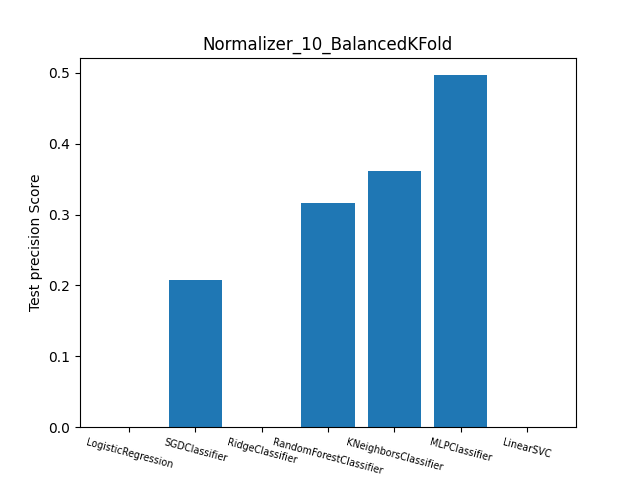 Normalizer_10_BalancedKFold
Test precision Score
0.5
0.4
0.3
0.2
0.1
0.0
LogisticRegression
SGDClassifier
RidgeClassifier
RandomForestClassifier
KNeighborsClassifier
MLPClassifier
LinearSVC